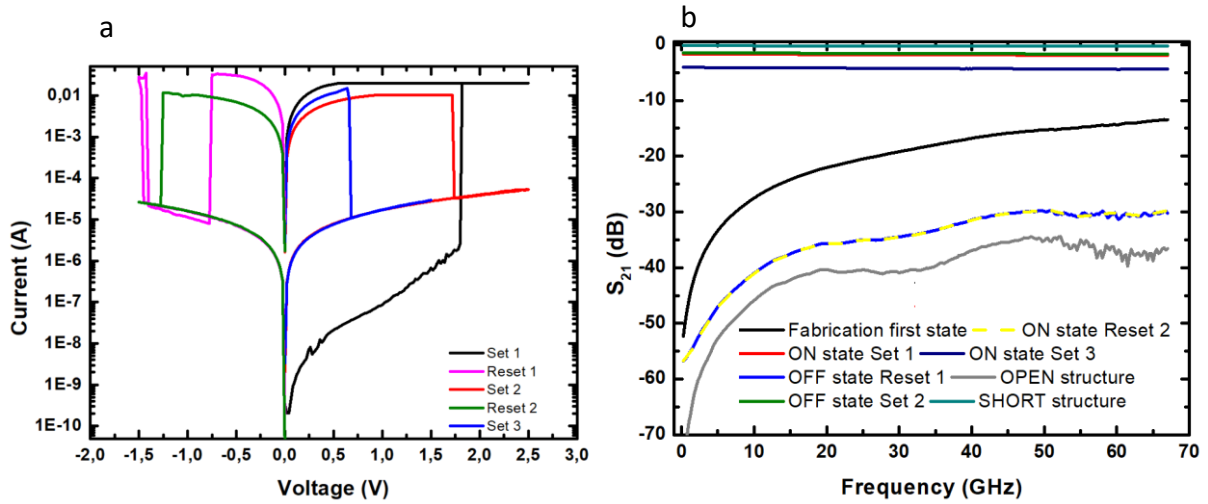 a
Current (A)
0,01
1E-3
1E-4
1E-5
1E-6
1E-7
1E-8
1E-9
1E-10
Set 1
Reset 1
Set 2
Reset 2
Set 3
-2,0 -1,5 -1,0 -0,5 0,0 0,5 1,0 1,5 2,0 2,5 3,0
Voltage (V)
b
S21 (dB)
0
-10
-20
-30
-40
-50
-60
-70
Fabrication first state ON state Reset 2
ON state Set 1 ON state Set 3
OFF state Reset 1 OPEN structure
OFF state Set 2 SHORT structure
0 10 20 30 40 50 60 70
Frequency (GHz)